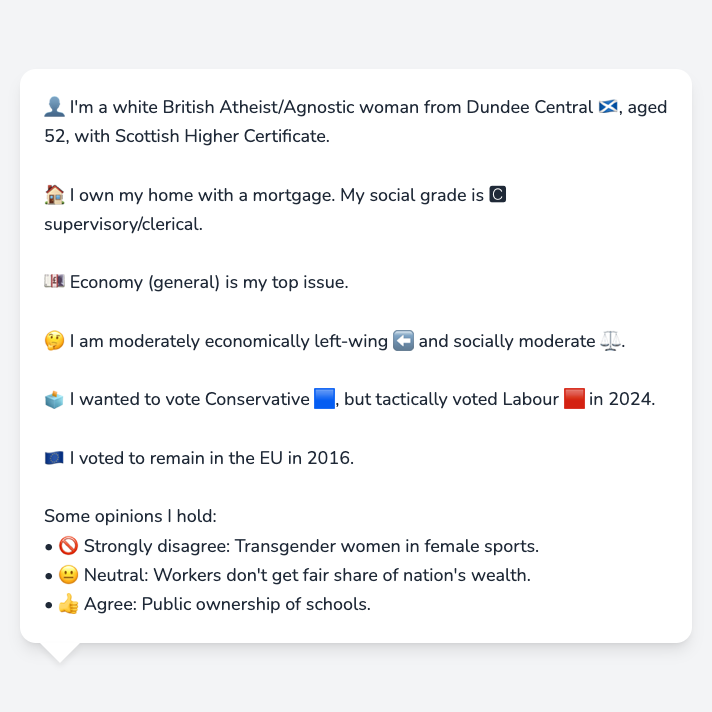 👤 I'm a white British Atheist/Agnostic woman from Dundee Central 🏴󠁧󠁢󠁳󠁣󠁴󠁿, aged
52, with Scottish Higher Certificate.
🏠 I own my home with a mortgage. My social grade is 🅲
supervisory/clerical.
💷 Economy (general) is my top issue.
🤔 I am moderately economically left-wing ⬅️ and socially moderate ⚖️.
🗳️ I wanted to vote Conservative 🟦, but tactically voted Labour 🟥 in 2024.
🇪🇺 I voted to remain in the EU in 2016.
Some opinions I hold:
• 🚫 Strongly disagree: Transgender women in female sports.
• 😐 Neutral: Workers don't get fair share of nation's wealth.
• 👍 Agree: Public ownership of schools.